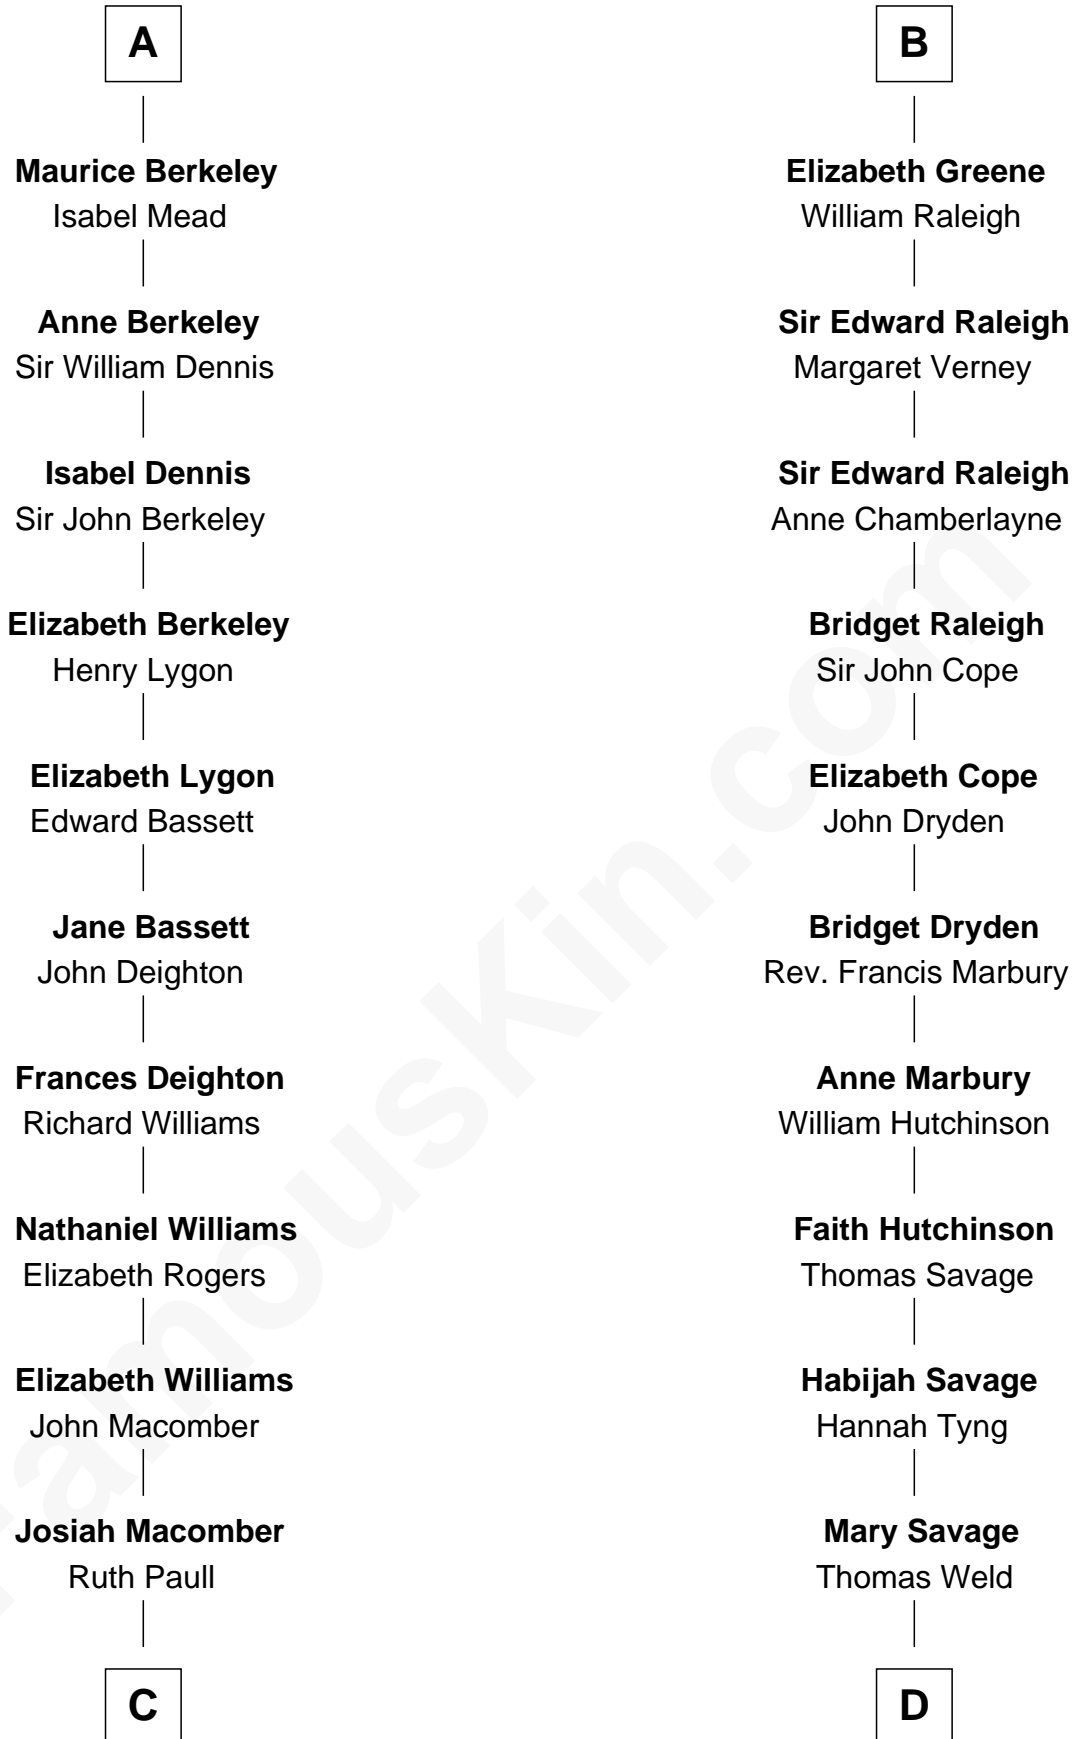 A
Maurice Berkeley
Isabel Mead
Anne Berkeley
Sir William Dennis
Isabel Dennis
Sir John Berkeley
Elizabeth Berkeley
Henry Lygon
Elizabeth Lygon
Edward Bassett
Jane Bassett
John Deighton
Frances Deighton
Richard Williams
Nathaniel Williams
Elizabeth Rogers
Elizabeth Williams
John Macomber
Josiah Macomber
Ruth Paull
C
B
Elizabeth Greene
William Raleigh
Sir Edward Raleigh
Margaret Verney
Sir Edward Raleigh
Anne Chamberlayne
Bridget Raleigh
Sir John Cope
Elizabeth Cope
John Dryden
Bridget Dryden
Rev. Francis Marbury
Anne Marbury
William Hutchinson
Faith Hutchinson
Thomas Savage
Habijah Savage
Hannah Tyng
Mary Savage
Thomas Weld
D
FamousKin.com